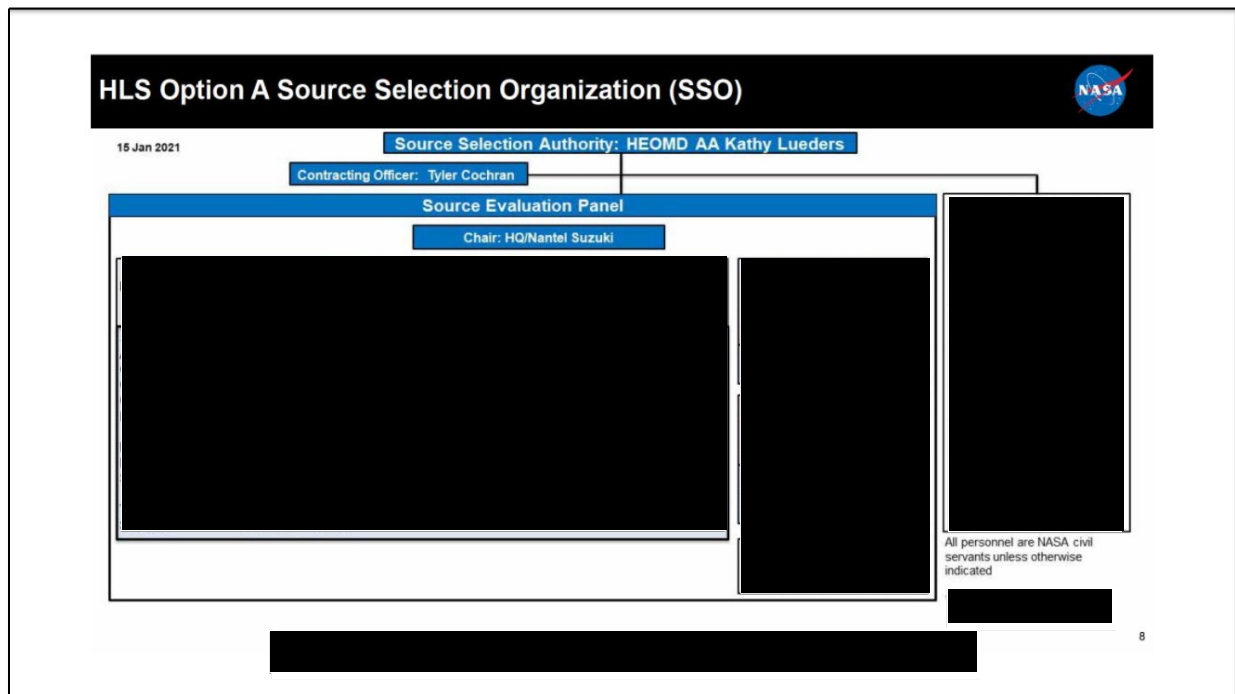 HLS Option A Source Selection Organization (SSO)
NASA
15 Jan 2021
Source Selection Authority: HEOMD AA Kathy Lueders
Contracting Officer: Tyler Cochran
Source Evaluation Panel
Chair: HQ/Nantel Suzuki
All personnel are NASA civil
servants unless otherwise
indicated
8